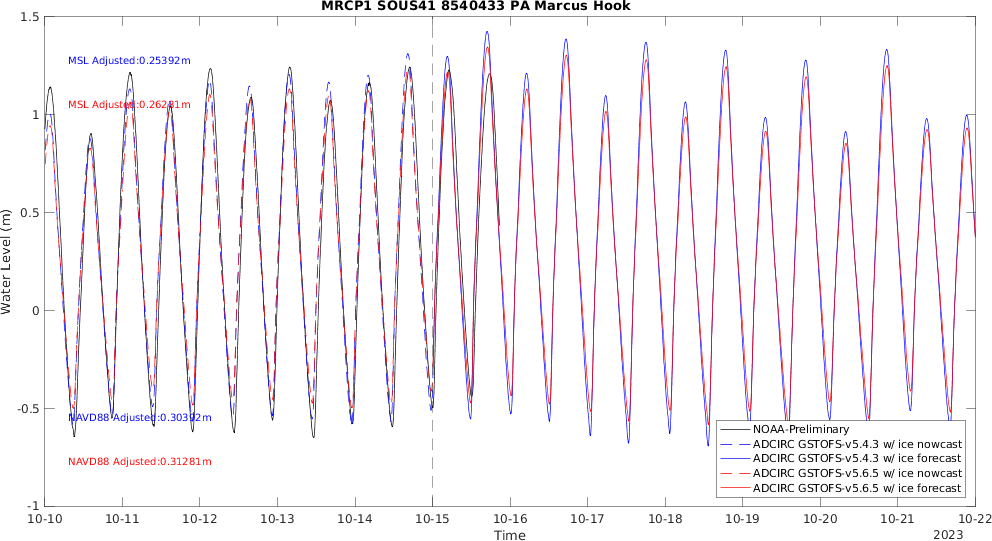 MRCP1 SOUS41 8540433 PA Marcus Hook
1.5
1
0.5
0
-0.5
-1
Water Level (m)
MSL Adjusted:0.25392m
MSL Adjusted:0.26281m
NAVD88 Adjusted:0.30392m
NAVD88 Adjusted:0.31281m
NOAA-Preliminary
ADCIRC GSTOFS-v5.4.3 w/ ice nowcast
ADCIRC GSTOFS-v5.4.3 w/ ice forecast
ADCIRC GSTOFS-v5.6.5 w/ ice nowcast
ADCIRC GSTOFS-v5.6.5 w/ ice forecast
10-10 10-11 10-12 10-13 10-14 10-15 10-16 10-17 10-18 10-19 10-20 10-21 10-22
Time
2023